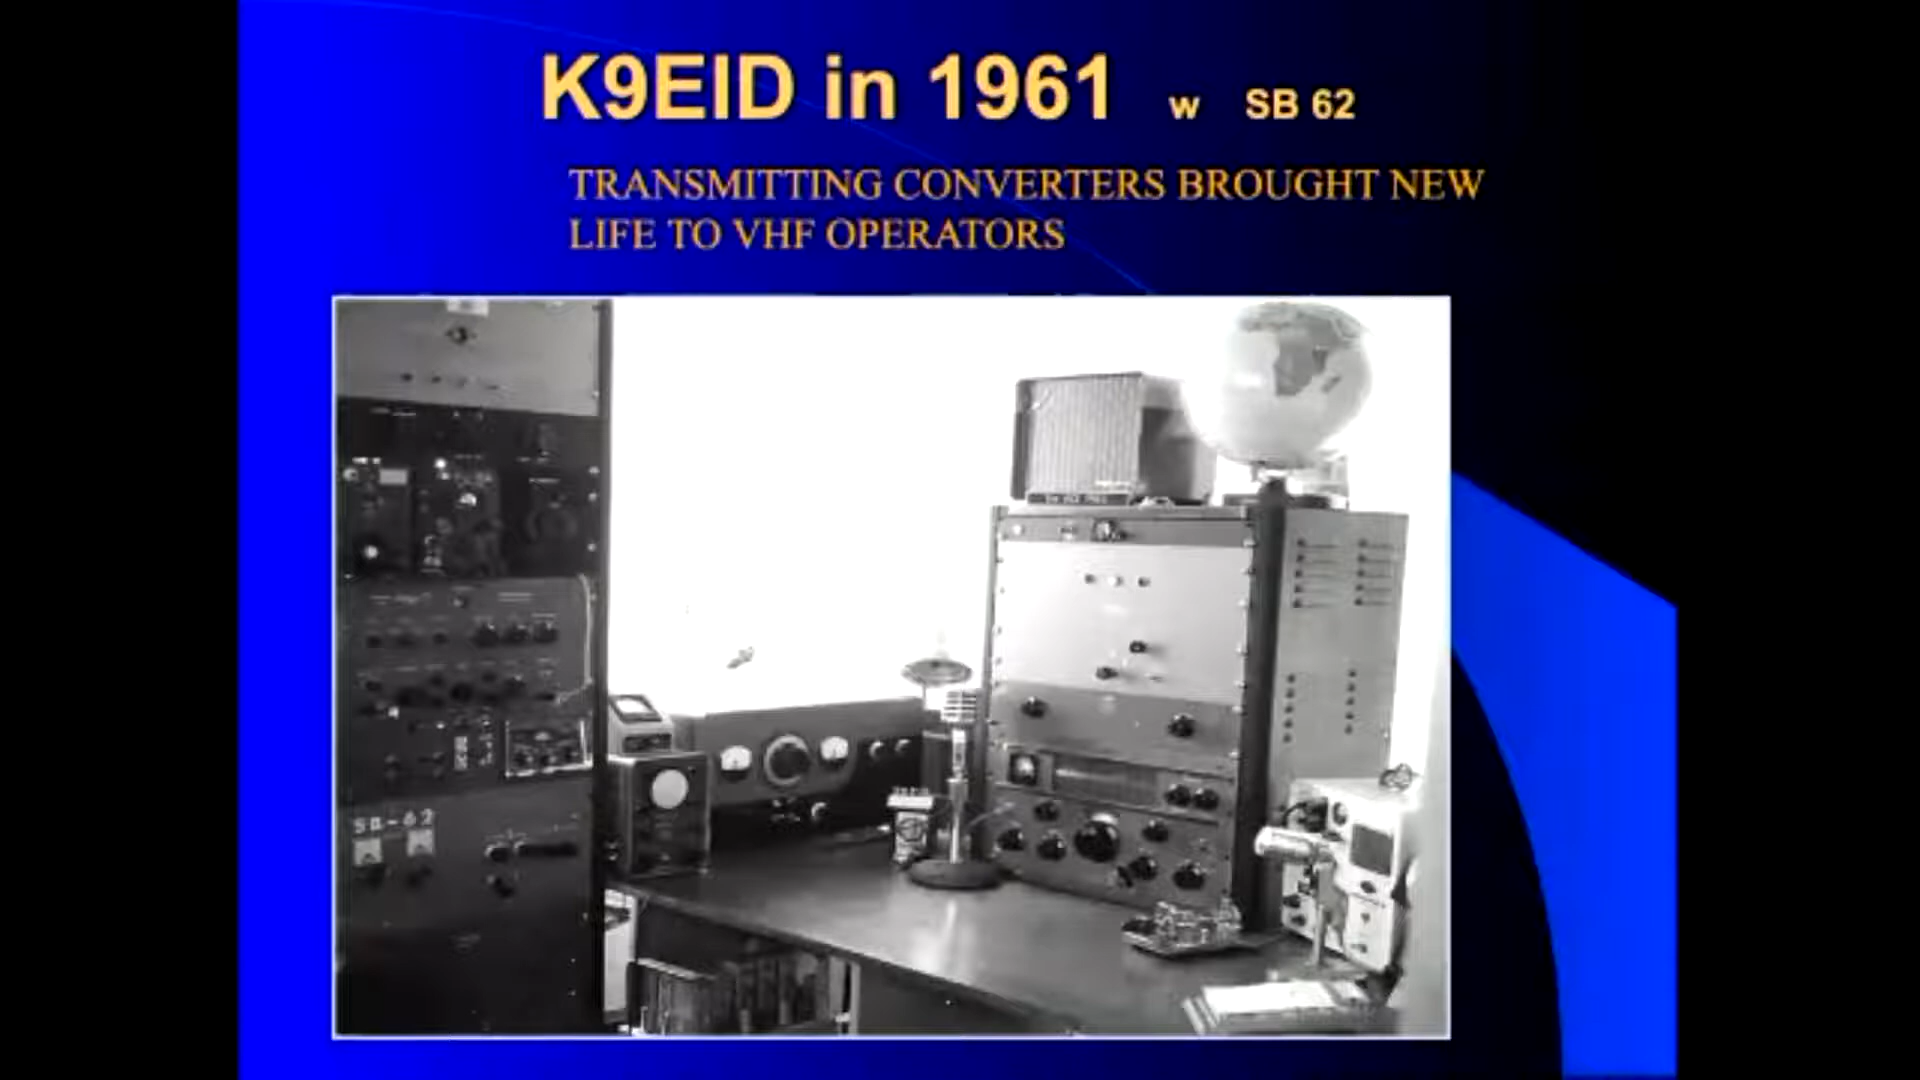 K9EID in 1961 w SB 62
TRANSMITTING CONVERTERS BROUGHT NEW
LIFE TO VHF OPERATORS
SB-62